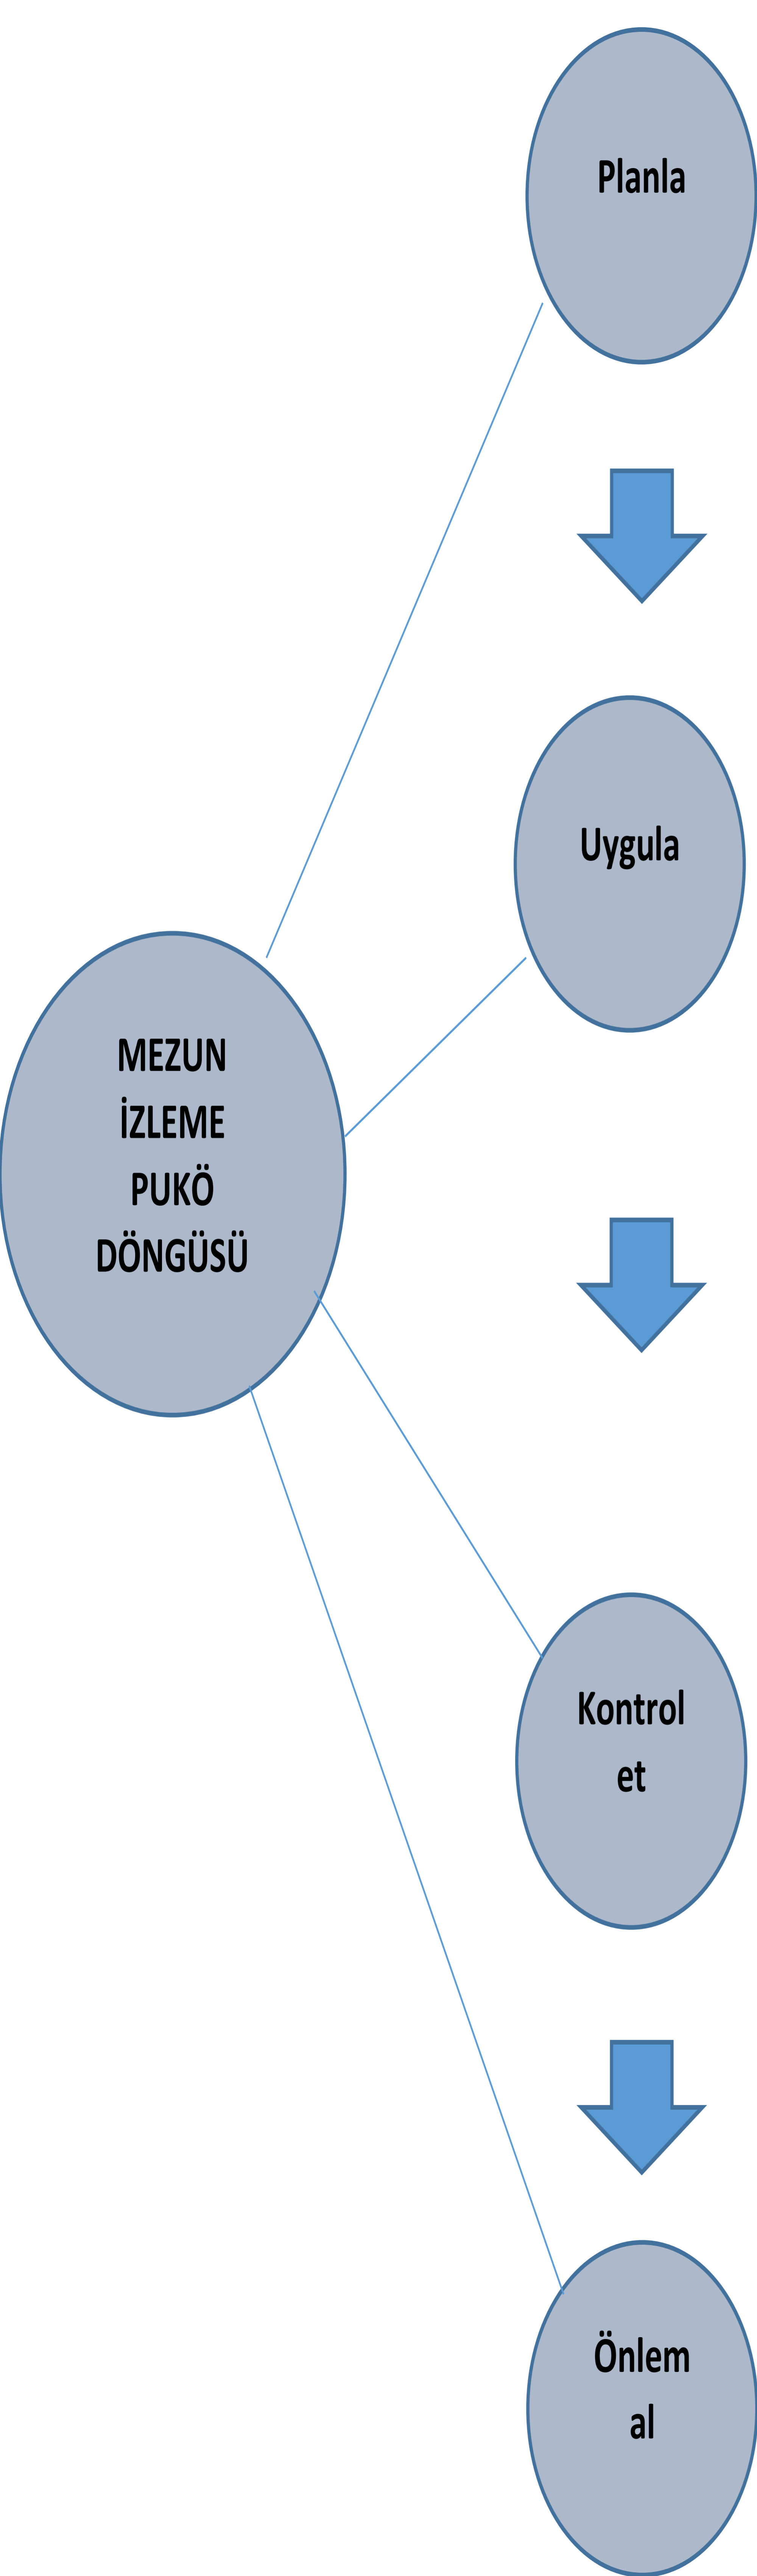 Planla
Uygula
MEZUN
İZLEME
PUKÖ
DÖNGÜSÜ
Kontrol
et
Önlem
al